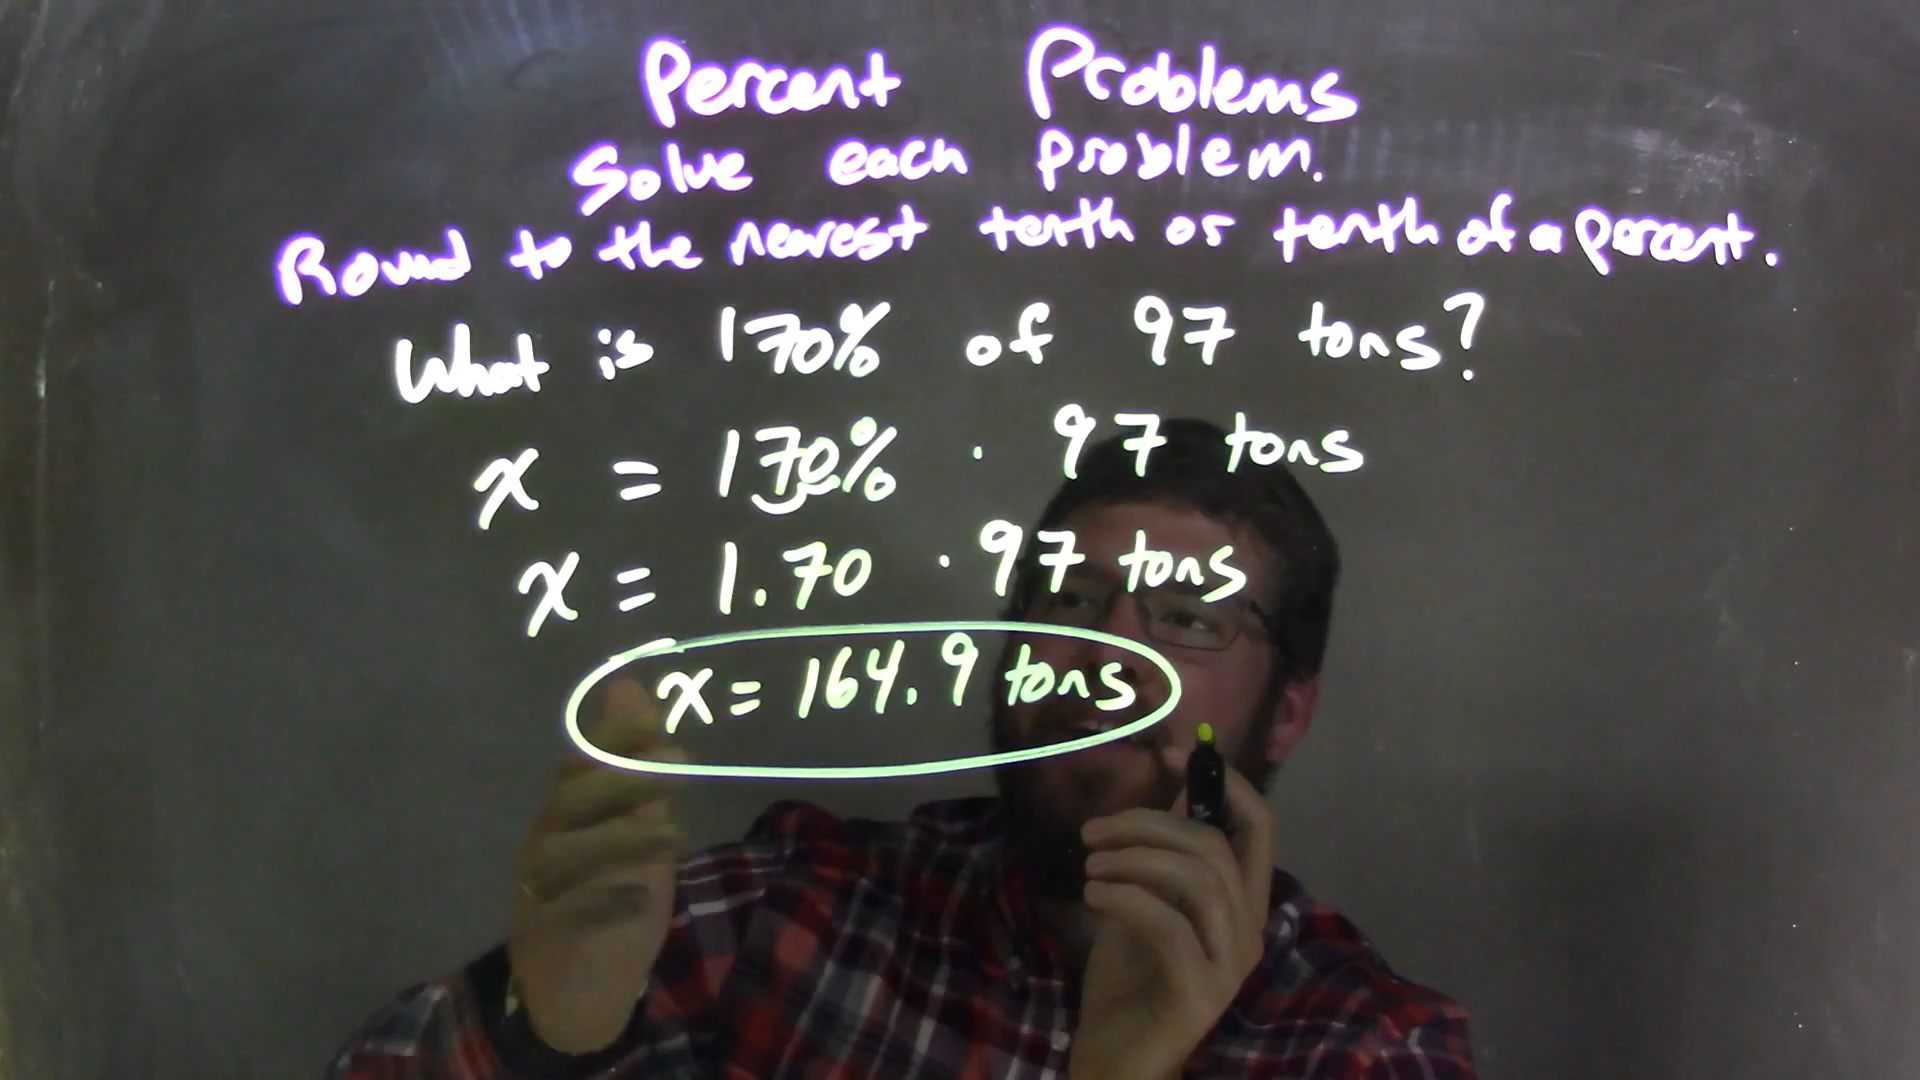 Percent Problems
Solve each problem.
Round to the nearest tenth or tenth of a percent.
What is 170% of 97 tons?
x = 170% · 97 tons
x = 1.70 · 97 tons
x = 164.9 tons